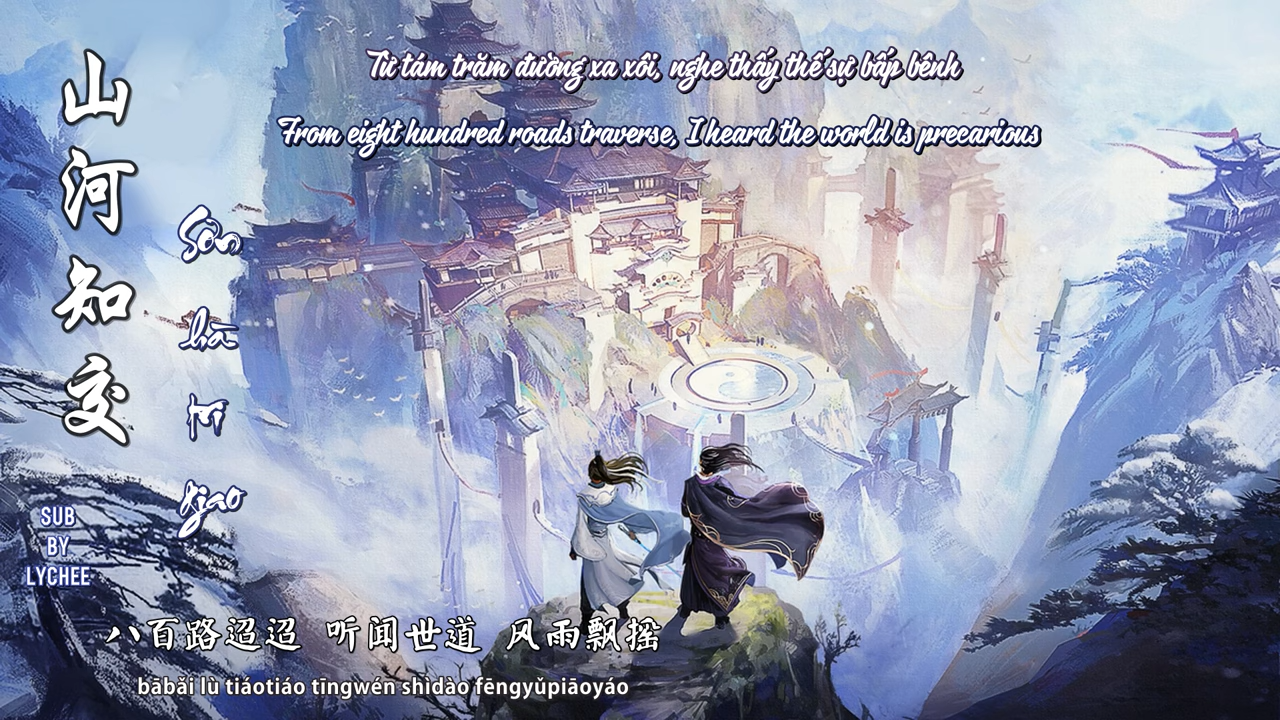 山河知交
Sơn hà tri giao
Từ tám trăm đường xa xôi, nghe thấy thế sự bấp bênh
From eight hundred roads traverse, I heard the world is precarious
SUB
BY
LYCHEE
八百路迢迢 听闻世道 风雨飘摇
bābǎi lù tiáotiáo tīngwén shìdào fēngyǔpiāoyáo